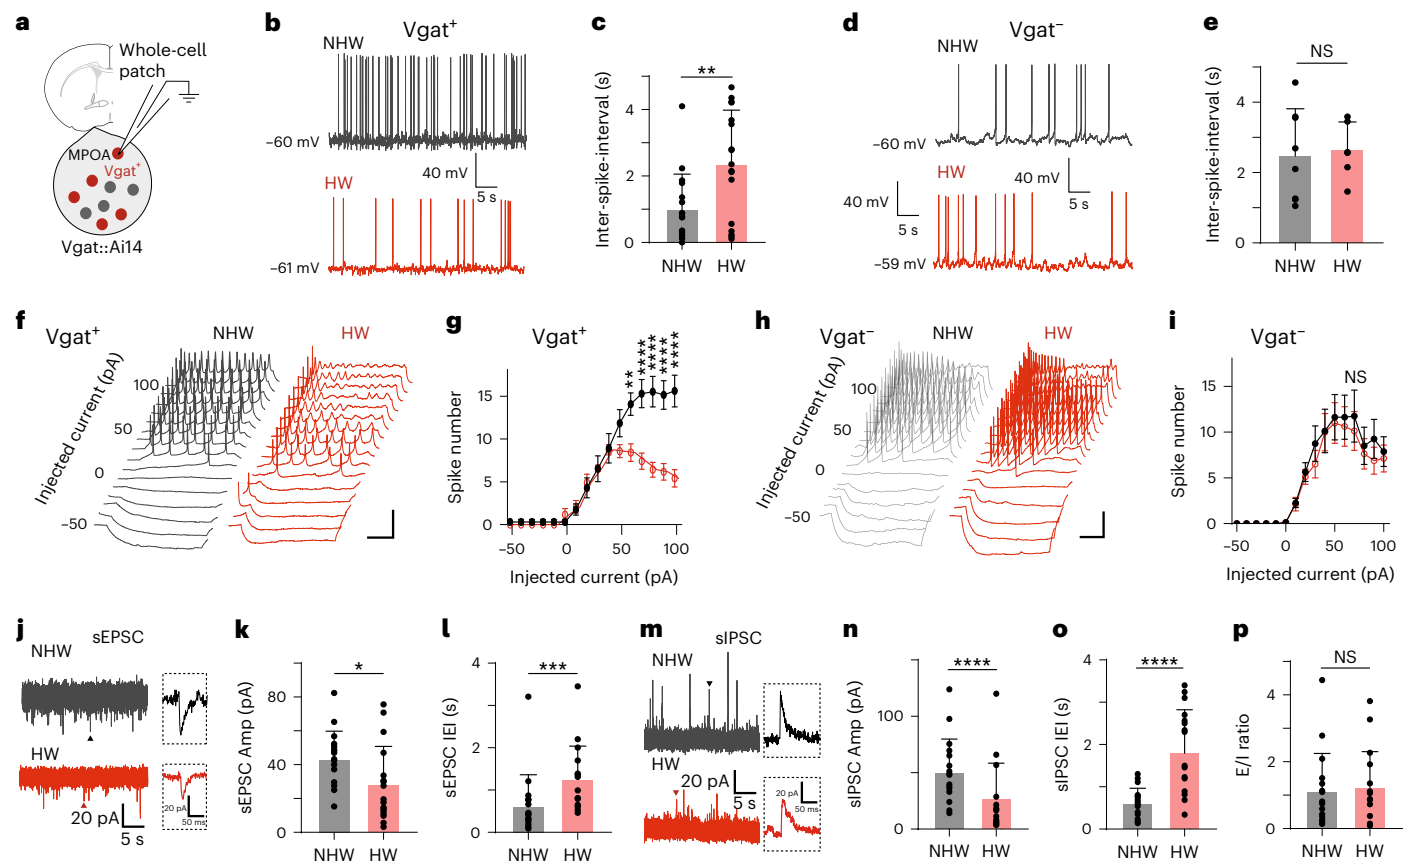 a
Whole-cell
patch
MPOA
Vgat+
Vgat::Ai14
b
Vgat+
NHW
−60 mV
40 mV
5 s
HW
−61 mV
c
**
Inter-spike-interval (s)
4
2
0
NHW
HW
d
Vgat−
NHW
−60 mV
40 mV
5 s
HW
40 mV
5 s
−59 mV
e
NS
Inter-spike-interval (s)
4
2
0
NHW
HW
f
Vgat+
NHW
HW
Injected current (pA)
100
50
0
−50
g
Vgat+
**
****
****
****
****
Spike number
15
10
5
0
−50
0
50
100
Injected current (pA)
h
Vgat−
NHW
HW
Injected current (pA)
100
50
0
−50
i
Vgat−
NS
Spike number
15
10
5
0
−50
0
50
100
Injected current (pA)
j
sEPSC
NHW
HW
20 pA
5 s
20 pA
50 ms
k
*
sEPSC Amp (pA)
80
40
0
NHW
HW
l
***
sEPSC IEI (s)
4
2
0
NHW
HW
m
sIPSC
NHW
HW
20 pA
5 s
20 pA
50 ms
n
****
sIPSC Amp (pA)
100
0
NHW
HW
o
****
sIPSC IEI (s)
4
2
0
NHW
HW
p
NS
E/I ratio
6
4
2
0
NHW
HW